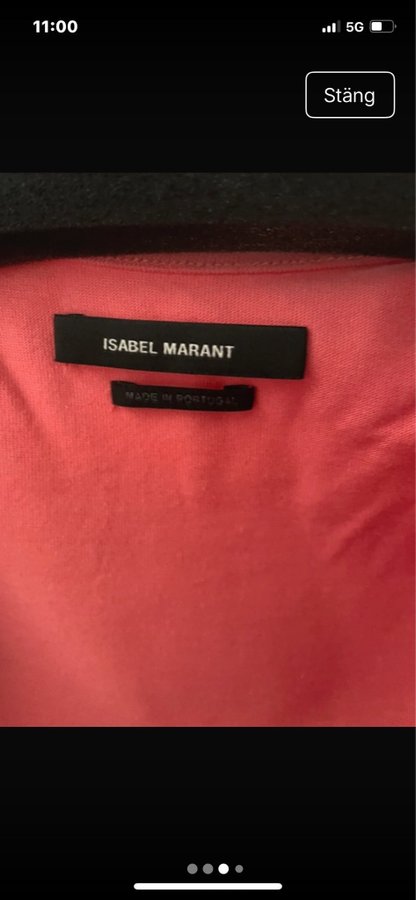 11:00
5G
Stäng
ISABEL MARANT
MADE IN PORTUGAL